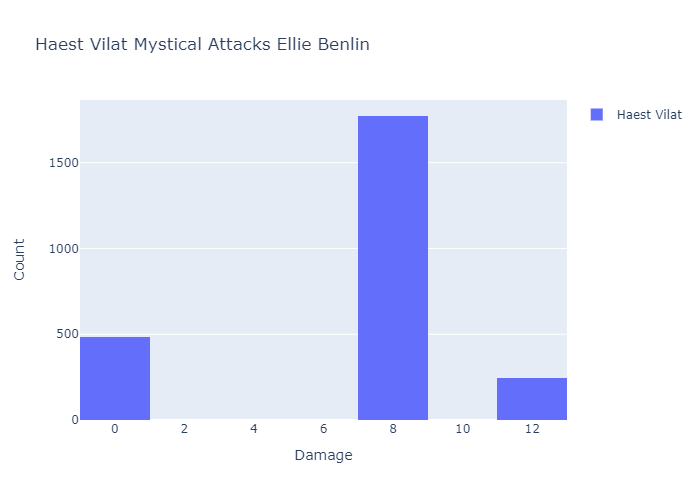 Haest Vilat Mystical Attacks Ellie Benlin
Haest Vilat
1500
1000
500
0
Count
0 2 4 6 8 10 12
Damage